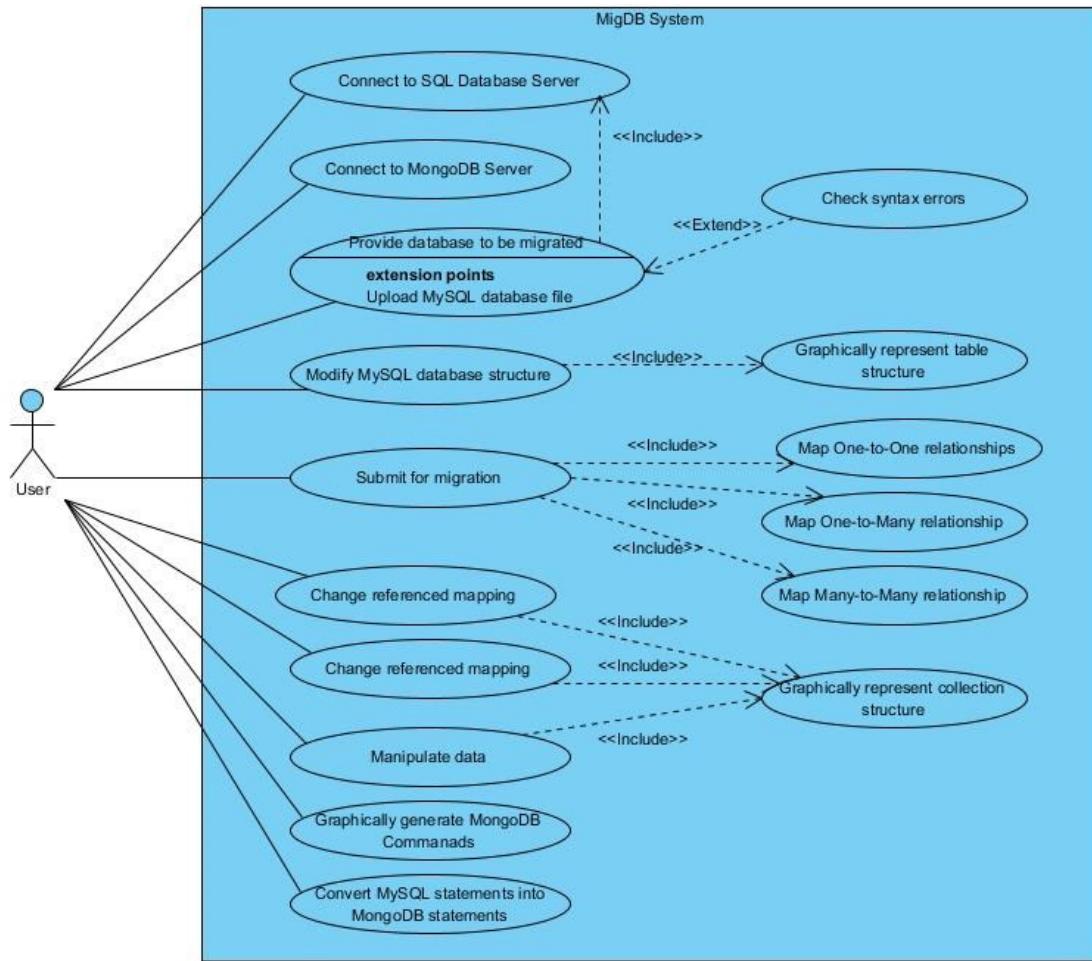 MigDB System
Connect to SQL Database Server
<<Include>>
Connect to MongoDB Server
Check syntax errors
<<Extend>>
Provide database to be migrated
extension points
Upload MySQL database file
<<Include>>
Graphically represent table
structure
Modify MySQL database structure
<<Include>>
Map One-to-One relationships
User
Submit for migration
<<Include>>
Map One-to-Many relationship
<<Include>>
Change referenced mapping
Map Many-to-Many relationship
<<Include>>
Change referenced mapping
<<Include>>
Graphically represent collection
structure
<<Include>>
Manipulate data
Graphically generate MongoDB
Commanads
Convert MySQL statements into
MongoDB statements